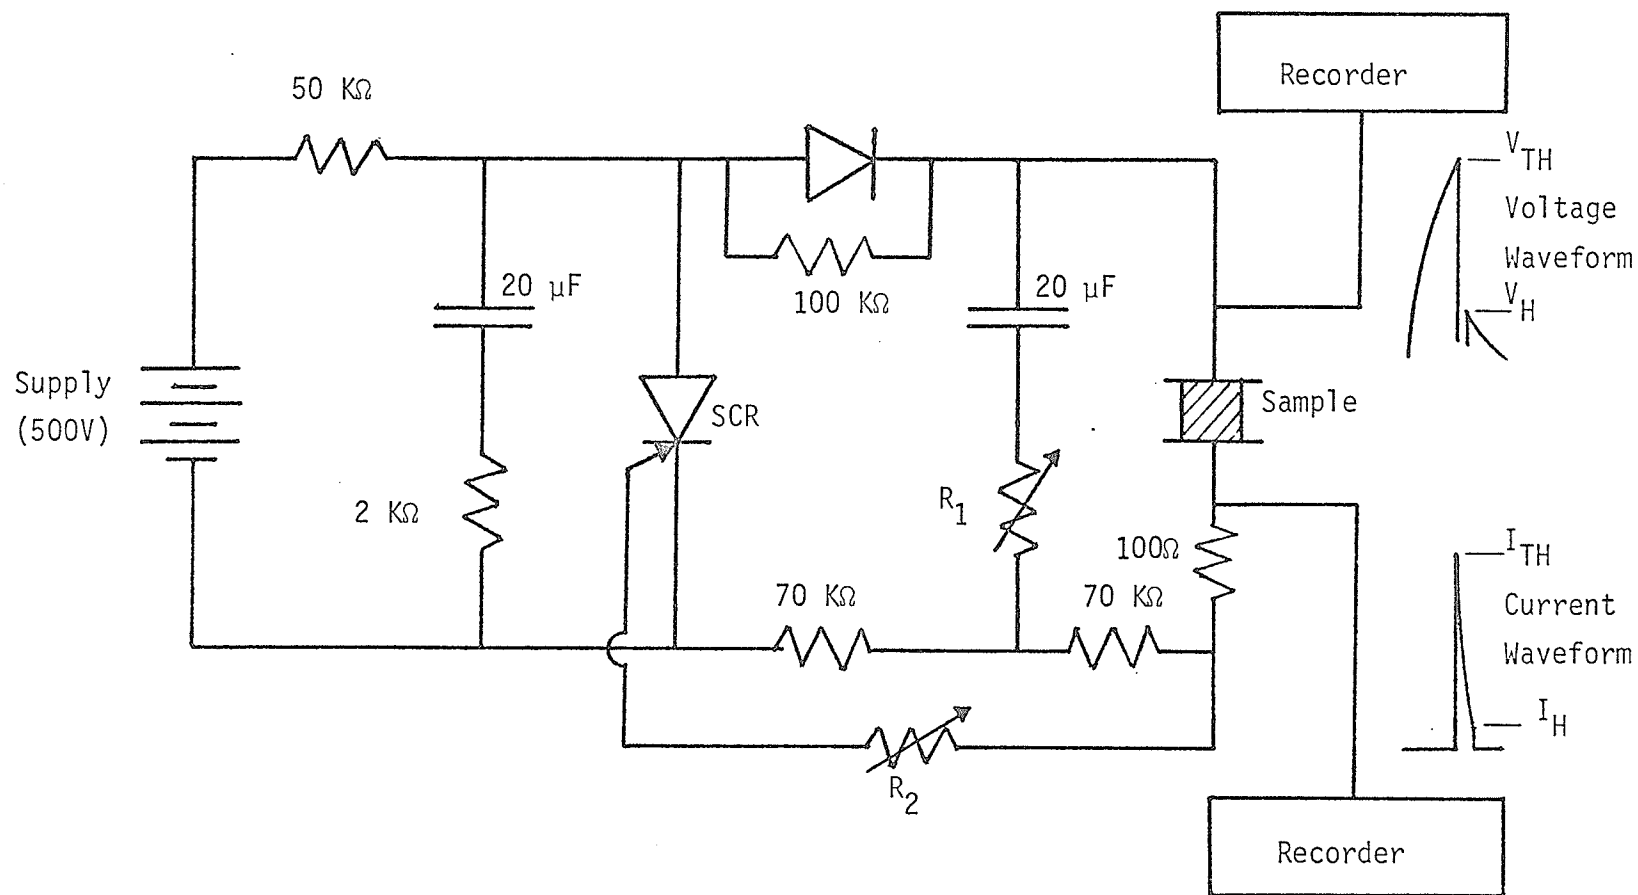 Recorder
50 KΩ
V_TH
Voltage
Waveform
V_H
100 KΩ
20 μF
20 μF
Supply
(500V)
SCR
Sample
R_1
2 KΩ
100Ω
I_TH
Current
Waveform
I_H
70 KΩ
70 KΩ
R_2
Recorder